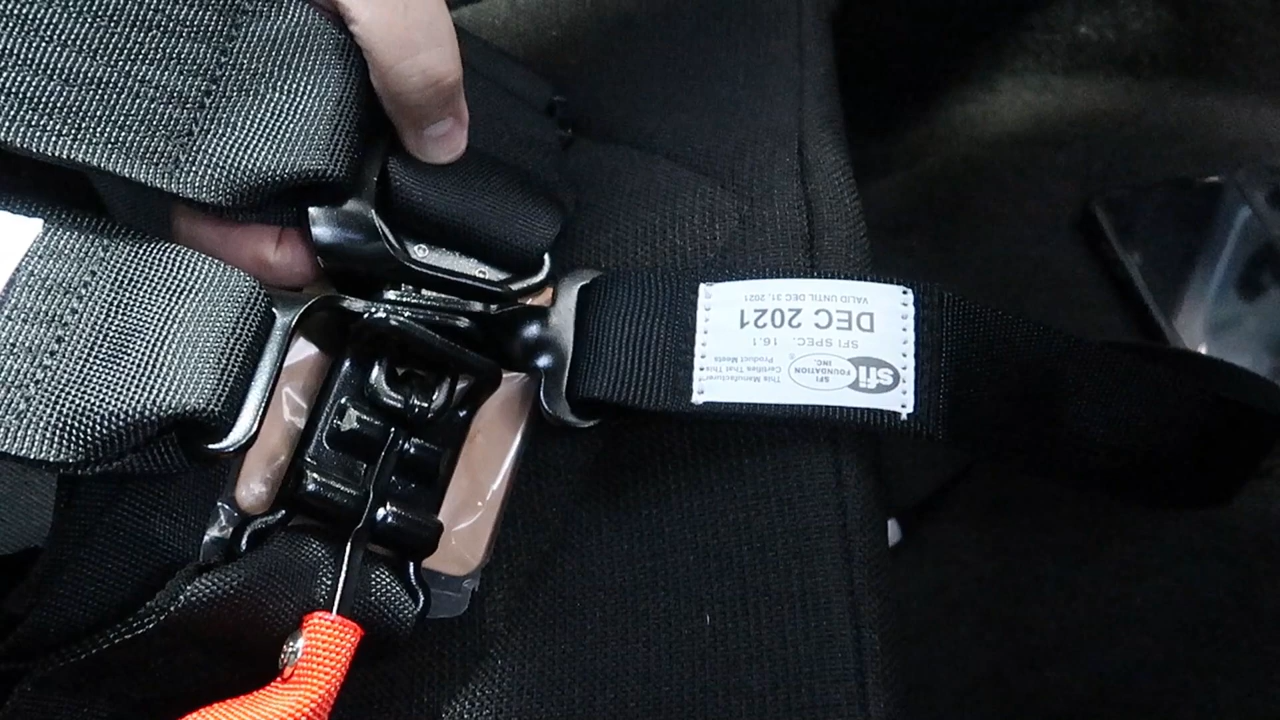 sfi
SFI
FOUNDATION
INC.
®
This Manufacturer
Certifies That This
Product Meets
SFI SPEC. 16.1
DEC 2021
VALID UNTIL DEC 31, 2021